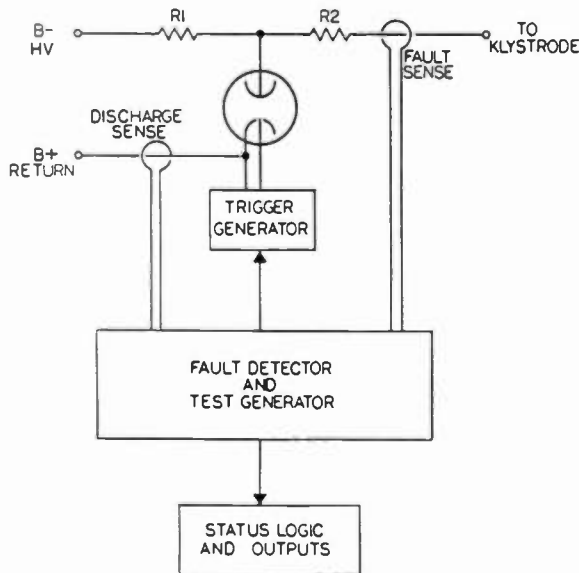 B-
HV
R1
R2
TO
KLYSTRODE
FAULT
SENSE
DISCHARGE
SENSE
B+
RETURN
TRIGGER
GENERATOR
FAULT DETECTOR
AND
TEST GENERATOR
STATUS LOGIC
AND OUTPUTS